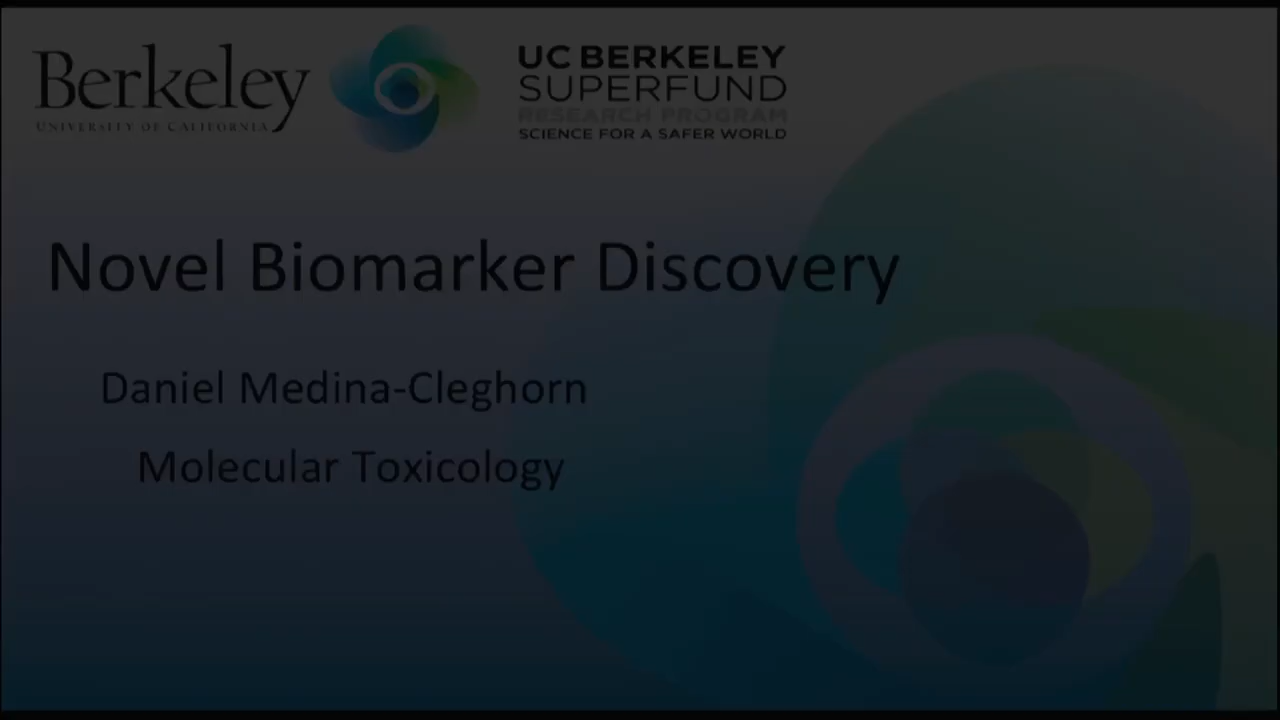 Berkeley
UNIVERSITY OF CALIFORNIA
UC BERKELEY
SUPERFUND
RESEARCH PROGRAM
SCIENCE FOR A SAFER WORLD
Novel Biomarker Discovery
Daniel Medina-Cleghorn
Molecular Toxicology